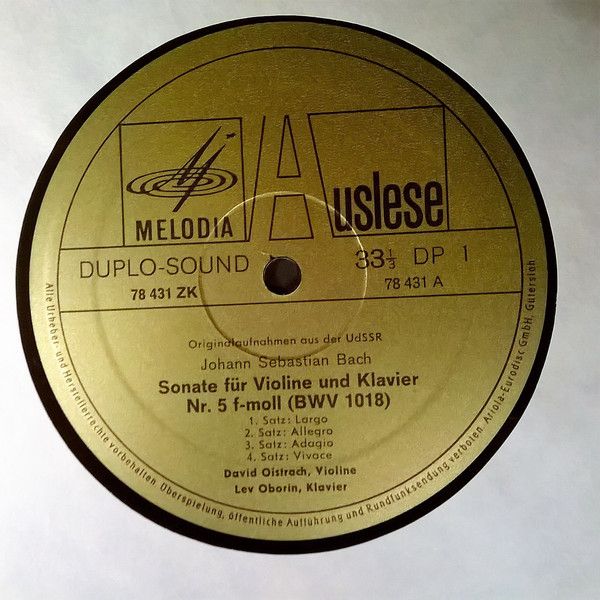 MELODIA
Auslese
DUPLO-SOUND
33⅓ DP 1
78 431 ZK
78 431 A
Originalaufnahmen aus der UdSSR
Johann Sebastian Bach
Sonate für Violine und Klavier
Nr. 5 f-moll (BWV 1018)
1. Satz: Largo
2. Satz: Allegro
3. Satz: Adagio
4. Satz: Vivace
David Oistrach, Violine
Lev Oborin, Klavier
Alle Urheber- und Herstellerrechte vorbehalten. Überspielung, öffentliche Aufführung und Rundfunksendung verboten. Ariola-Eurodisc GmbH, Gütersloh